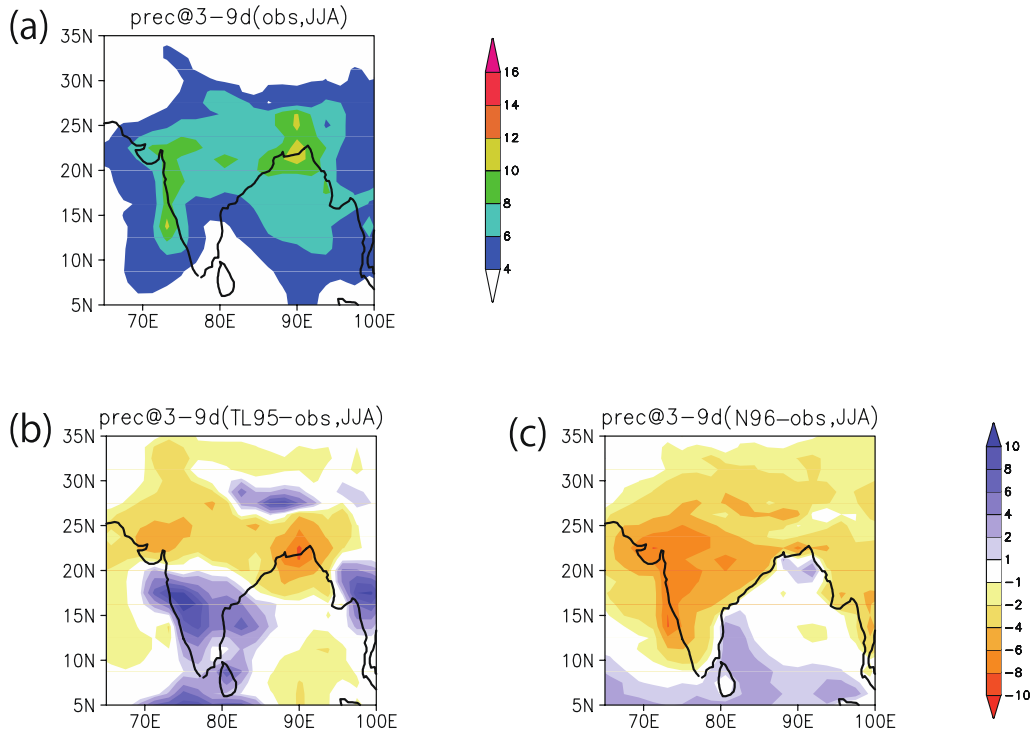 (a)
prec@3-9d(obs,JJA)
35N
30N
25N
20N
15N
10N
5N
70E
80E
90E
100E
16
14
12
10
8
6
4
(b)
prec@3-9d(TL95-obs,JJA)
35N
30N
25N
20N
15N
10N
5N
70E
80E
90E
100E
(c)
prec@3-9d(N96-obs,JJA)
35N
30N
25N
20N
15N
10N
5N
70E
80E
90E
100E
10
8
6
4
2
1
-1
-2
-4
-6
-8
-10